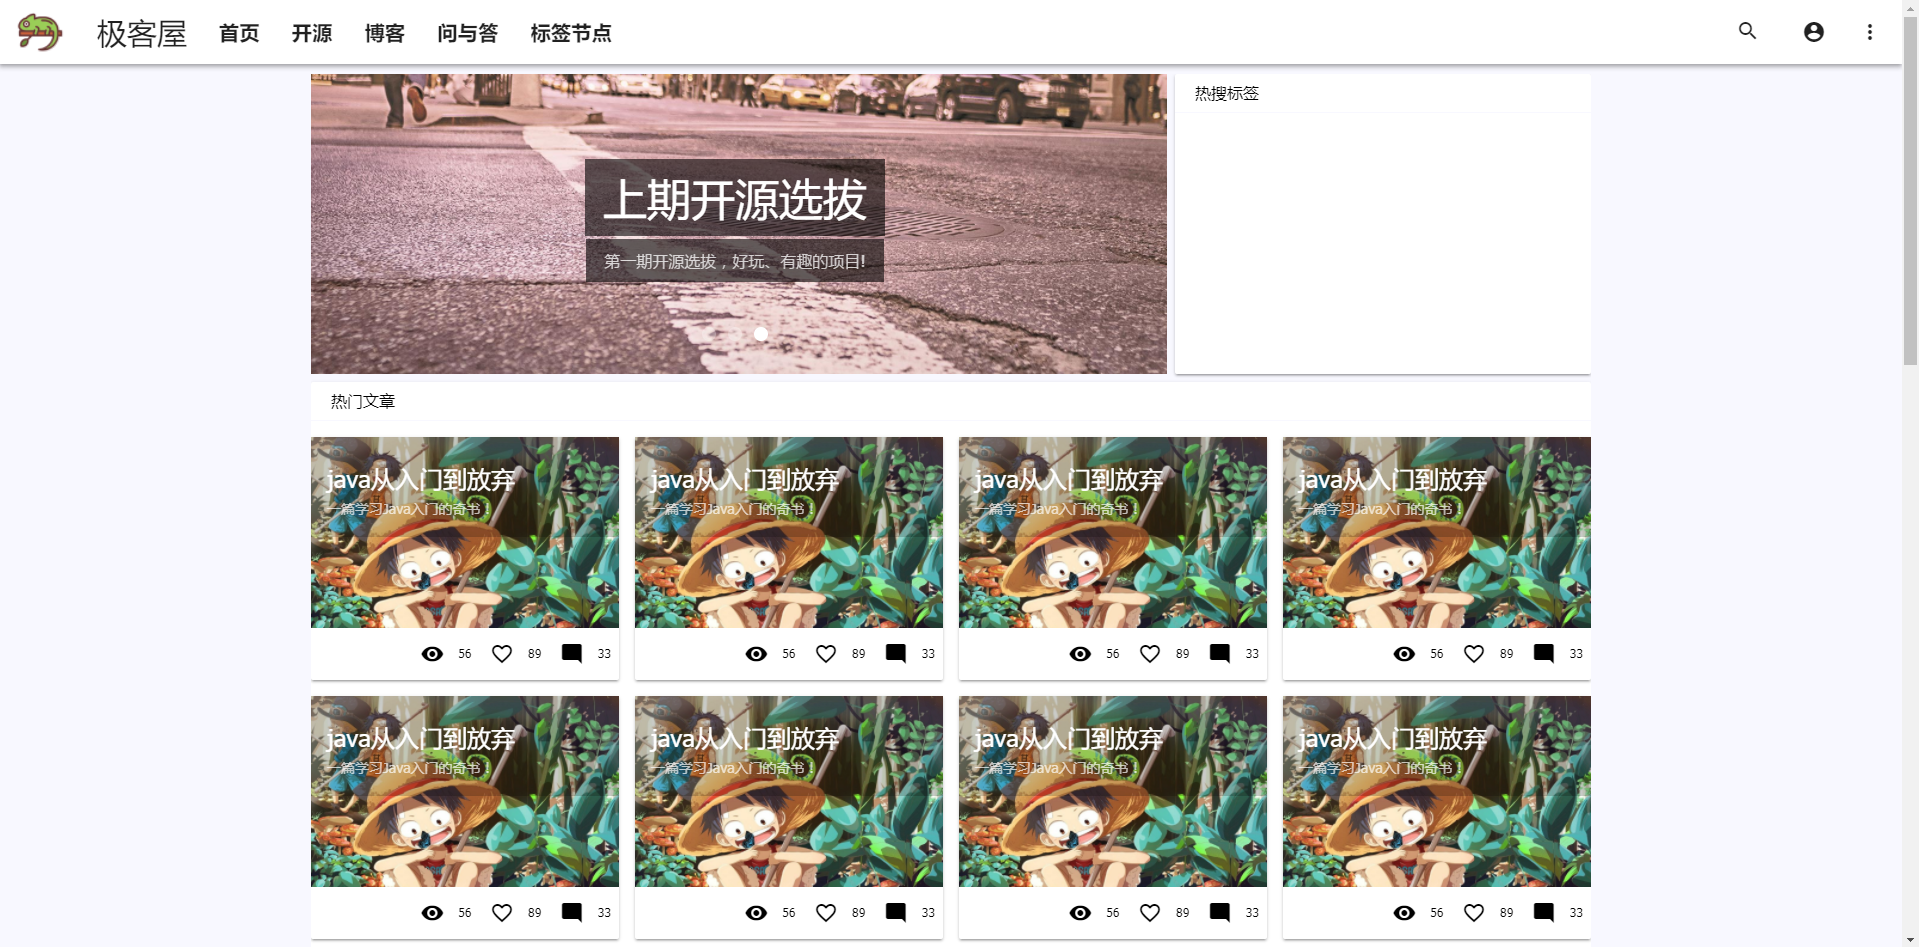 极客屋 首页 开源 博客 问与答 标签节点
上期开源选拔
第一期开源选拔，好玩、有趣的项目!
热搜标签
热门文章
java从入门到放弃
一篇学习Java入门的奇书！
56 89 33
java从入门到放弃
一篇学习Java入门的奇书！
56 89 33
java从入门到放弃
一篇学习Java入门的奇书！
56 89 33
java从入门到放弃
一篇学习Java入门的奇书！
56 89 33
java从入门到放弃
一篇学习Java入门的奇书！
56 89 33
java从入门到放弃
一篇学习Java入门的奇书！
56 89 33
java从入门到放弃
一篇学习Java入门的奇书！
56 89 33
java从入门到放弃
一篇学习Java入门的奇书！
56 89 33